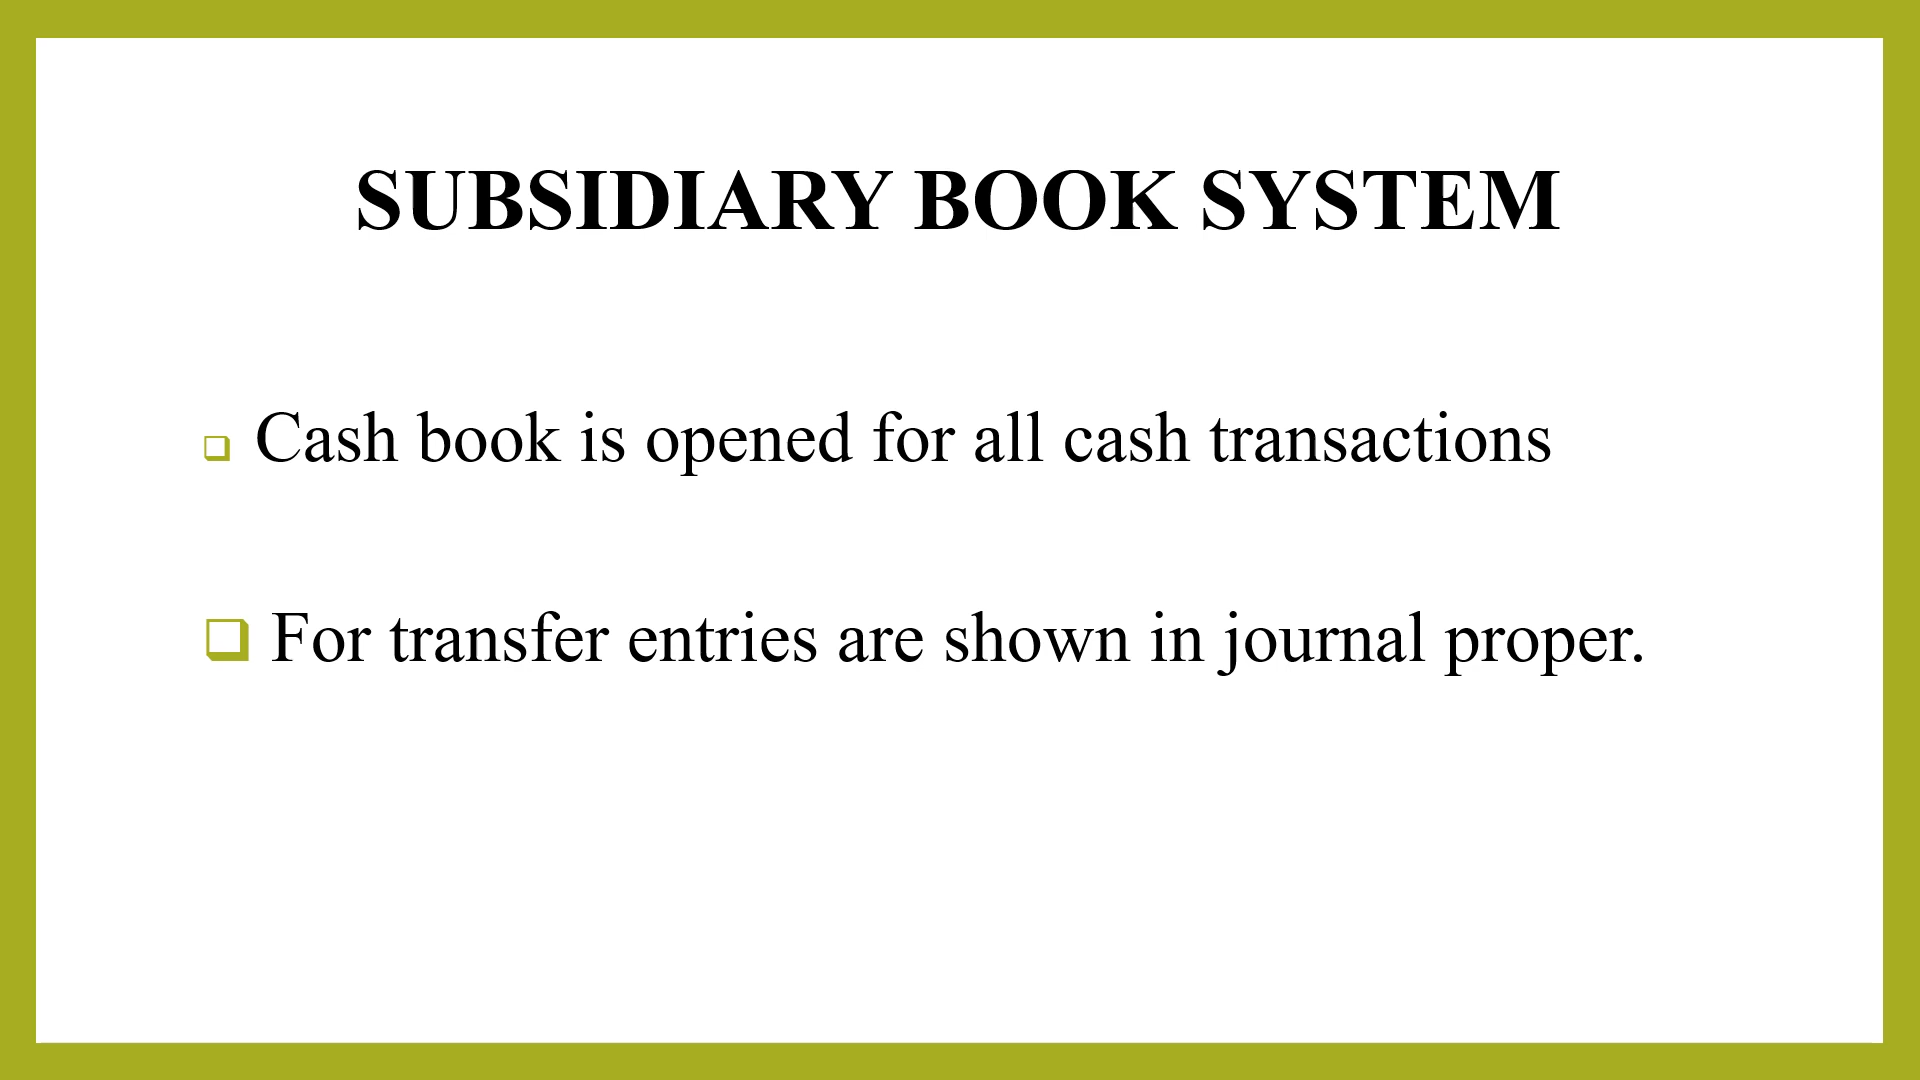 SUBSIDIARY BOOK SYSTEM
Cash book is opened for all cash transactions
For transfer entries are shown in journal proper.